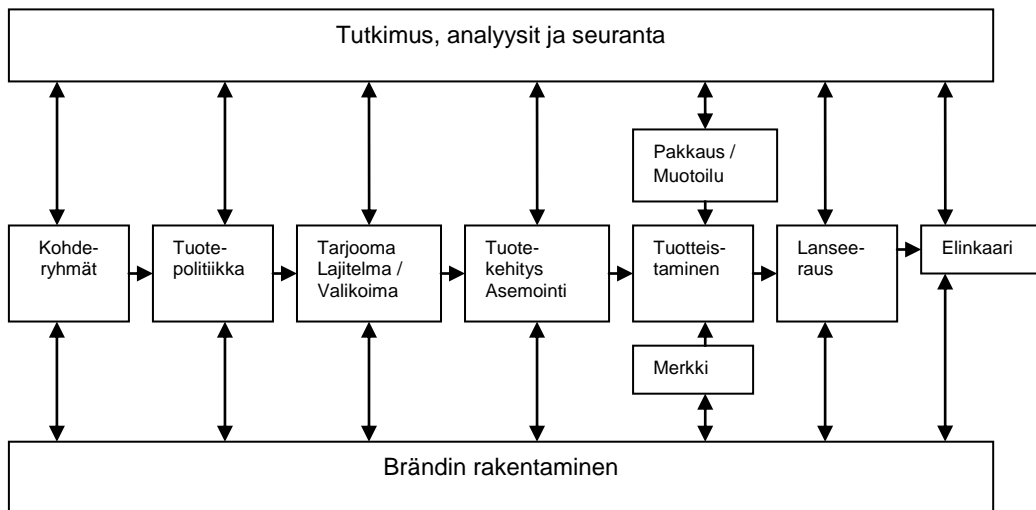 Tutkimus, analyysit ja seuranta
Pakkaus /
Muotoilu
Kohde-
ryhmät
Tuote-
politiikka
Tarjooma
Lajitelma /
Valikoima
Tuote-
kehitys
Asemointi
Tuotteis-
taminen
Lansee-
raus
Elinkaari
Merkki
Brändin rakentaminen